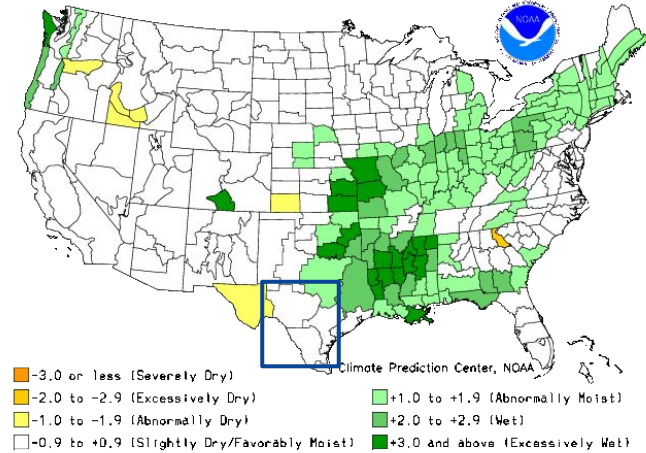 NOAA
Climate Prediction Center, NOAA
-3.0 or less (Severely Dry)
-2.0 to -2.9 (Excessively Dry)
-1.0 to -1.9 (Abnormally Dry)
-0.9 to +0.9 (Slightly Dry/Favorably Moist)
+1.0 to +1.9 (Abnormally Moist)
+2.0 to +2.9 (Wet)
+3.0 and above (Excessively Wet)